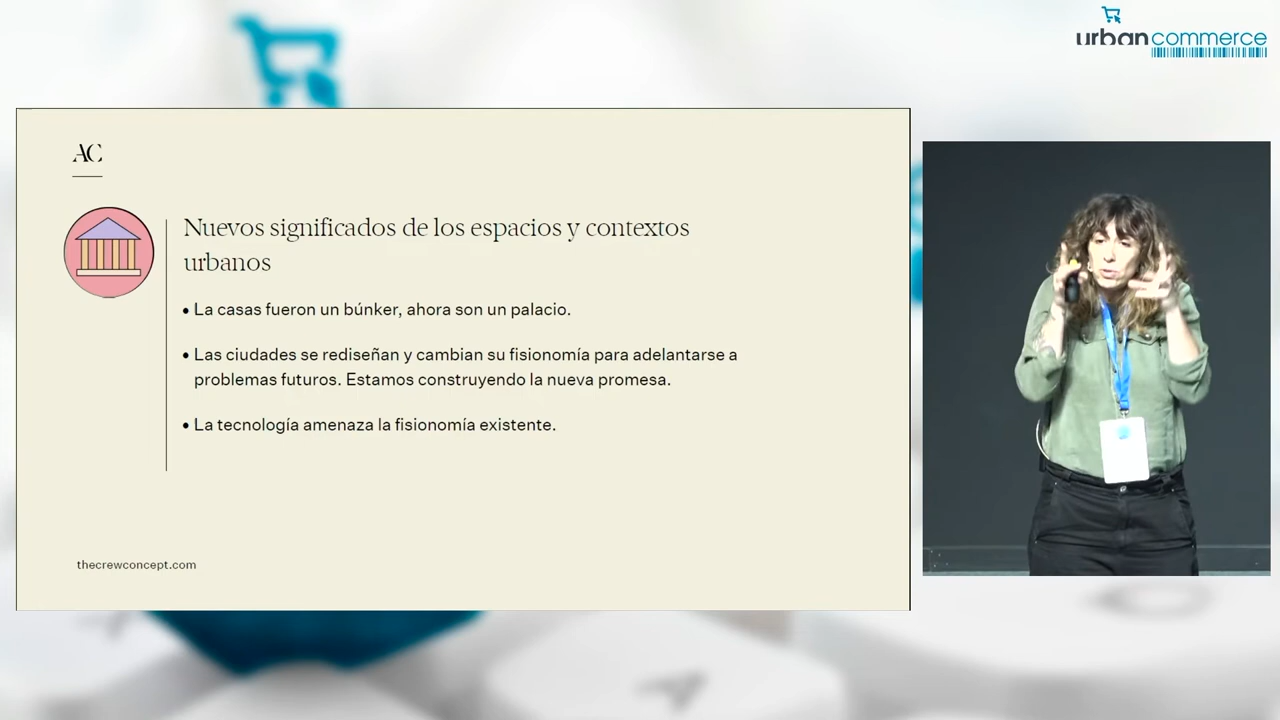 urbancommerce
AC
Nuevos significados de los espacios y contextos
urbanos
• La casas fueron un búnker, ahora son un palacio.
• Las ciudades se rediseñan y cambian su fisionomía para adelantarse a
problemas futuros. Estamos construyendo la nueva promesa.
• La tecnología amenaza la fisionomía existente.
thecrewconcept.com